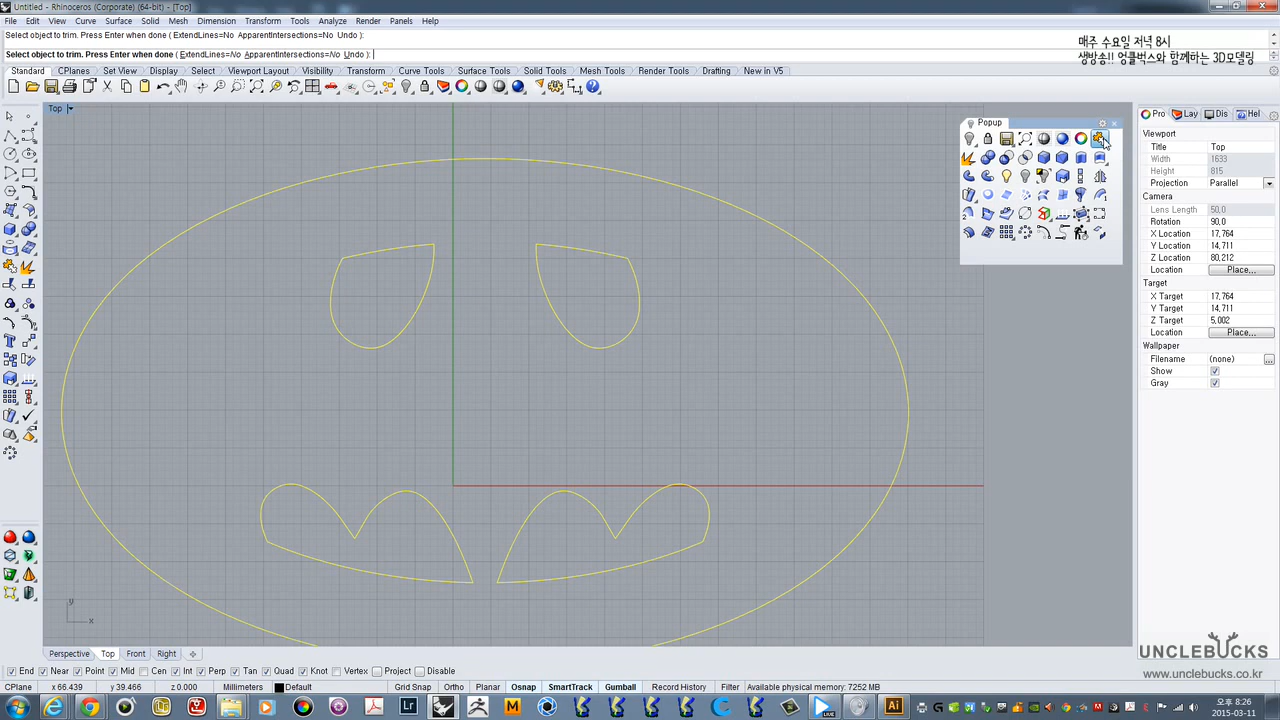 Untitled - Rhinoceros (Corporate) (64-bit) - [Top]
File Edit View Curve Surface Solid Mesh Dimension Transform Tools Analyze Render Panels Help
Select object to trim. Press Enter when done ( ExtendLines=No ApparentIntersections=No Undo ):
Select object to trim. Press Enter when done ( ExtendLines=No ApparentIntersections=No Undo ):
매주 수요일 저녁 8시
생방송!! 엉클벅스와 함께하는 3D모델링
Standard CPlanes Set View Display Select Viewport Layout Visibility Transform Curve Tools Surface Tools Solid Tools Mesh Tools Render Tools Drafting New in V5
Top
Popup
Pro Lay Dis Hel
Viewport
Title Top
Width 1633
Height 815
Projection Parallel
Camera
Lens Length 50,0
Rotation 90,0
X Location 17,764
Y Location 14,711
Z Location 80,212
Location Place...
Target
X Target 17,764
Y Target 14,711
Z Target 5,002
Location Place...
Wallpaper
Filename (none) ...
Show
Gray
y
x
Perspective Top Front Right
UNCLEBUCKS
www.unclebucks.co.kr
End Near Point Mid Cen Int Perp Tan Quad Knot Vertex Project Disable
CPlane x 66.439 y 39.466 z 0.000 Millimeters Default Grid Snap Ortho Planar Osnap SmartTrack Gumball Record History Filter Available physical memory: 7252 MB
Lr M Ai LIVE
오후 8:26
2015-03-11